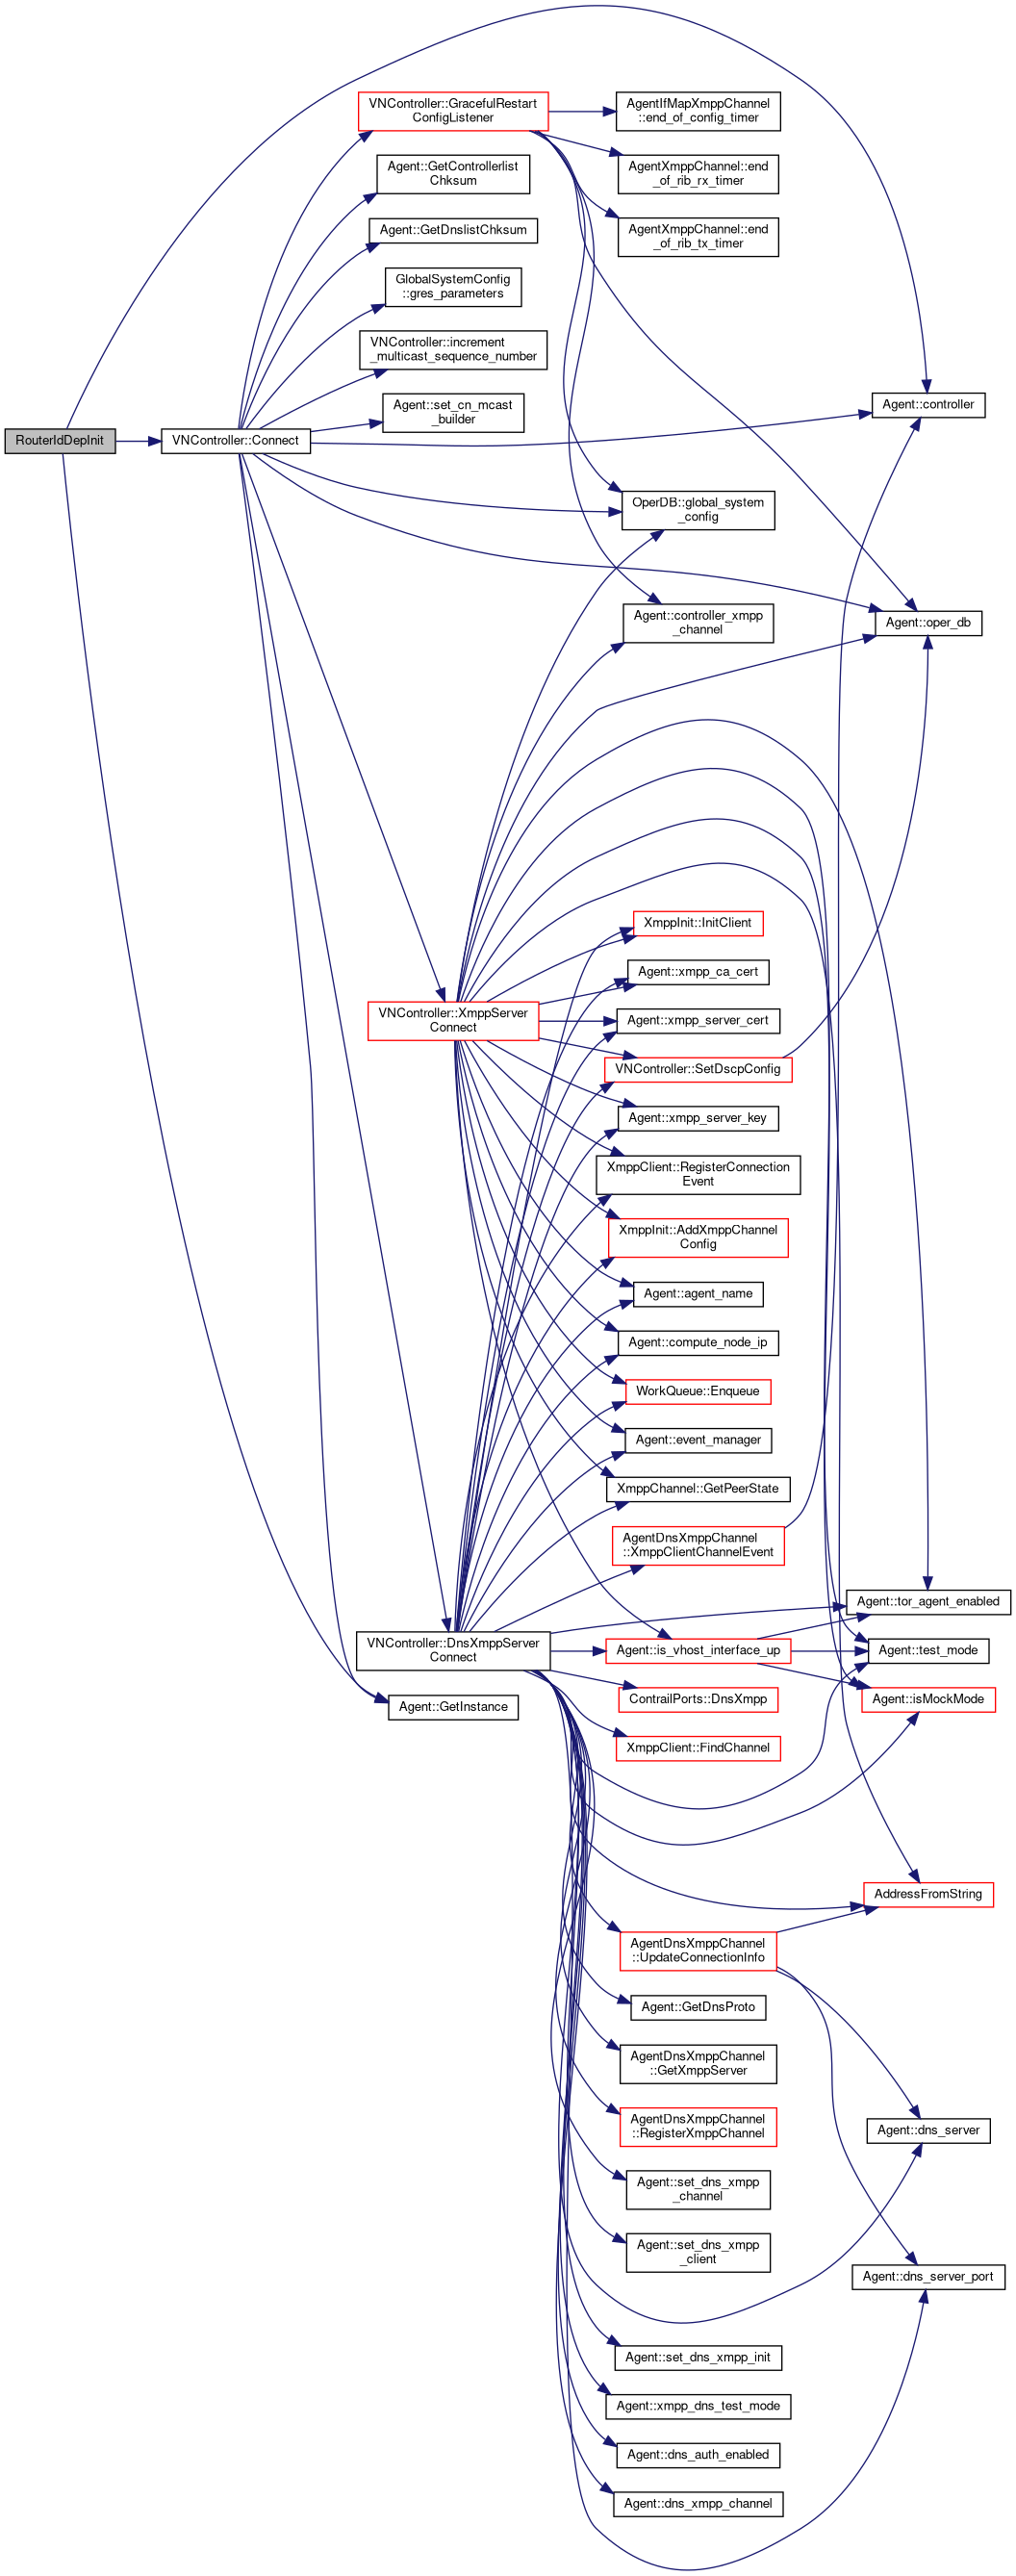 RouterIdDepInit
VNController::Connect
VNController::GracefulRestart
ConfigListener
Agent::GetControllerlist
Chksum
Agent::GetDnslistChksum
GlobalSystemConfig
::gres_parameters
VNController::increment
_multicast_sequence_number
Agent::set_cn_mcast
_builder
VNController::XmppServer
Connect
VNController::DnsXmppServer
Connect
Agent::GetInstance
AgentIfMapXmppChannel
::end_of_config_timer
AgentXmppChannel::end
_of_rib_rx_timer
AgentXmppChannel::end
_of_rib_tx_timer
OperDB::global_system
_config
Agent::controller_xmpp
_channel
XmppInit::InitClient
Agent::xmpp_ca_cert
Agent::xmpp_server_cert
VNController::SetDscpConfig
Agent::xmpp_server_key
XmppClient::RegisterConnection
Event
XmppInit::AddXmppChannel
Config
Agent::agent_name
Agent::compute_node_ip
WorkQueue::Enqueue
Agent::event_manager
XmppChannel::GetPeerState
AgentDnsXmppChannel
::XmppClientChannelEvent
Agent::is_vhost_interface_up
ContrailPorts::DnsXmpp
XmppClient::FindChannel
AgentDnsXmppChannel
::UpdateConnectionInfo
Agent::GetDnsProto
AgentDnsXmppChannel
::GetXmppServer
AgentDnsXmppChannel
::RegisterXmppChannel
Agent::set_dns_xmpp
_channel
Agent::set_dns_xmpp
_client
Agent::set_dns_xmpp_init
Agent::xmpp_dns_test_mode
Agent::dns_auth_enabled
Agent::dns_xmpp_channel
Agent::controller
Agent::oper_db
Agent::tor_agent_enabled
Agent::test_mode
Agent::isMockMode
AddressFromString
Agent::dns_server
Agent::dns_server_port